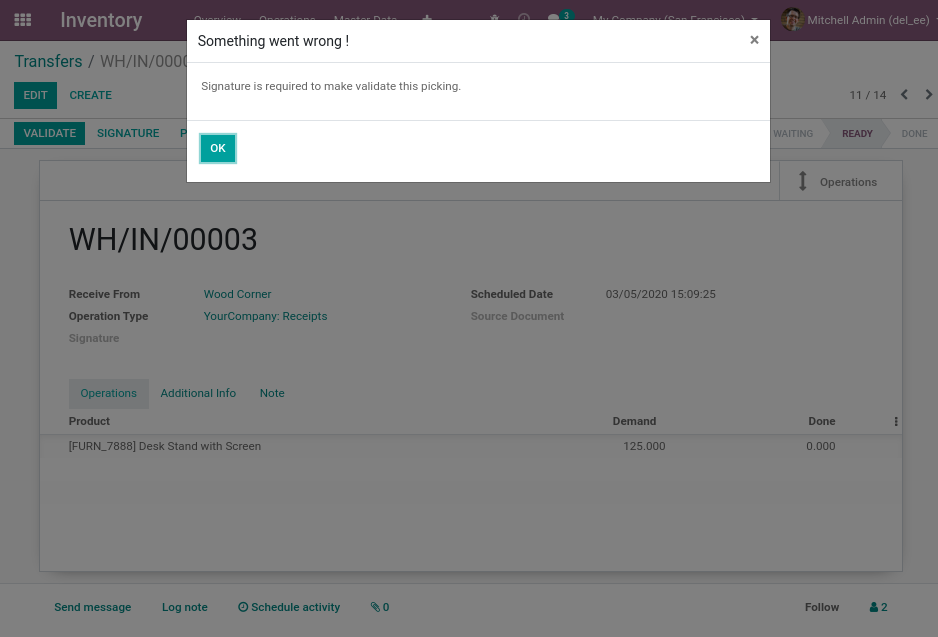 Inventory
Overview Operations Master Data
3
My Company (San Francisco)
Mitchell Admin (del_ee)
Something went wrong !
×
Signature is required to make validate this picking.
OK
Transfers / WH/IN/000
EDIT CREATE
11 / 14
VALIDATE SIGNATURE P
WAITING READY DONE
Operations
WH/IN/00003
Receive From Wood Corner
Scheduled Date 03/05/2020 15:09:25
Operation Type YourCompany: Receipts
Source Document
Signature
Operations Additional Info Note
Product Demand Done
[FURN_7888] Desk Stand with Screen 125.000 0.000
Send message Log note Schedule activity 0
Follow 2